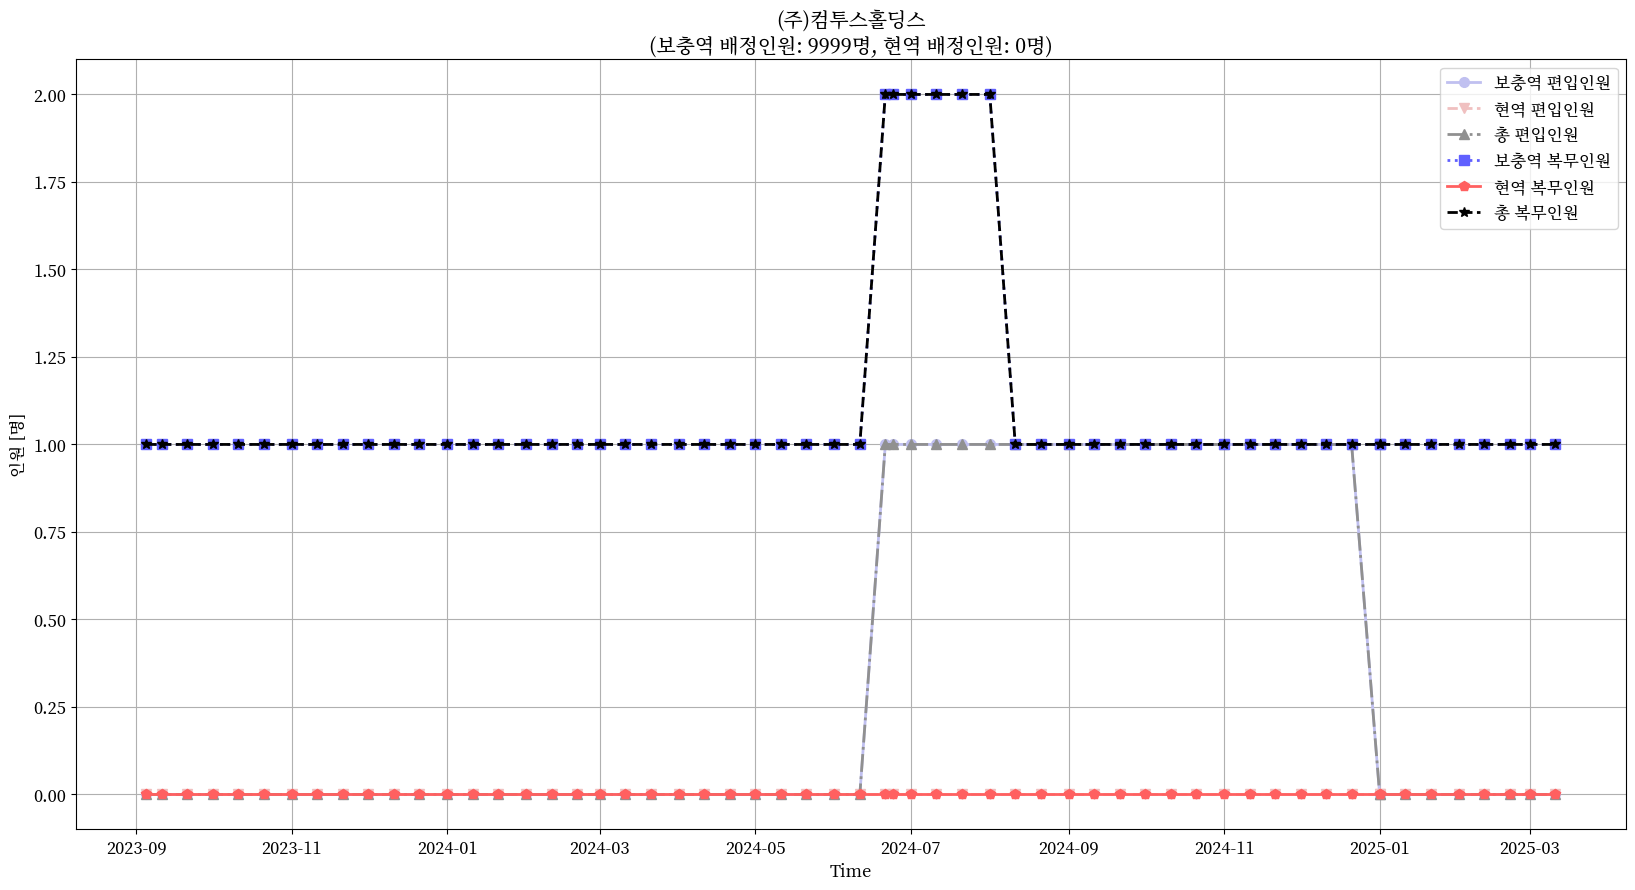 (주)컴투스홀딩스
(보충역 배정인원: 9999명, 현역 배정인원: 0명)
보충역 편입인원
현역 편입인원
총 편입인원
보충역 복무인원
현역 복무인원
총 복무인원
인원 [명]
2.00
1.75
1.50
1.25
1.00
0.75
0.50
0.25
0.00
2023-09 2023-11 2024-01 2024-03 2024-05 2024-07 2024-09 2024-11 2025-01 2025-03
Time